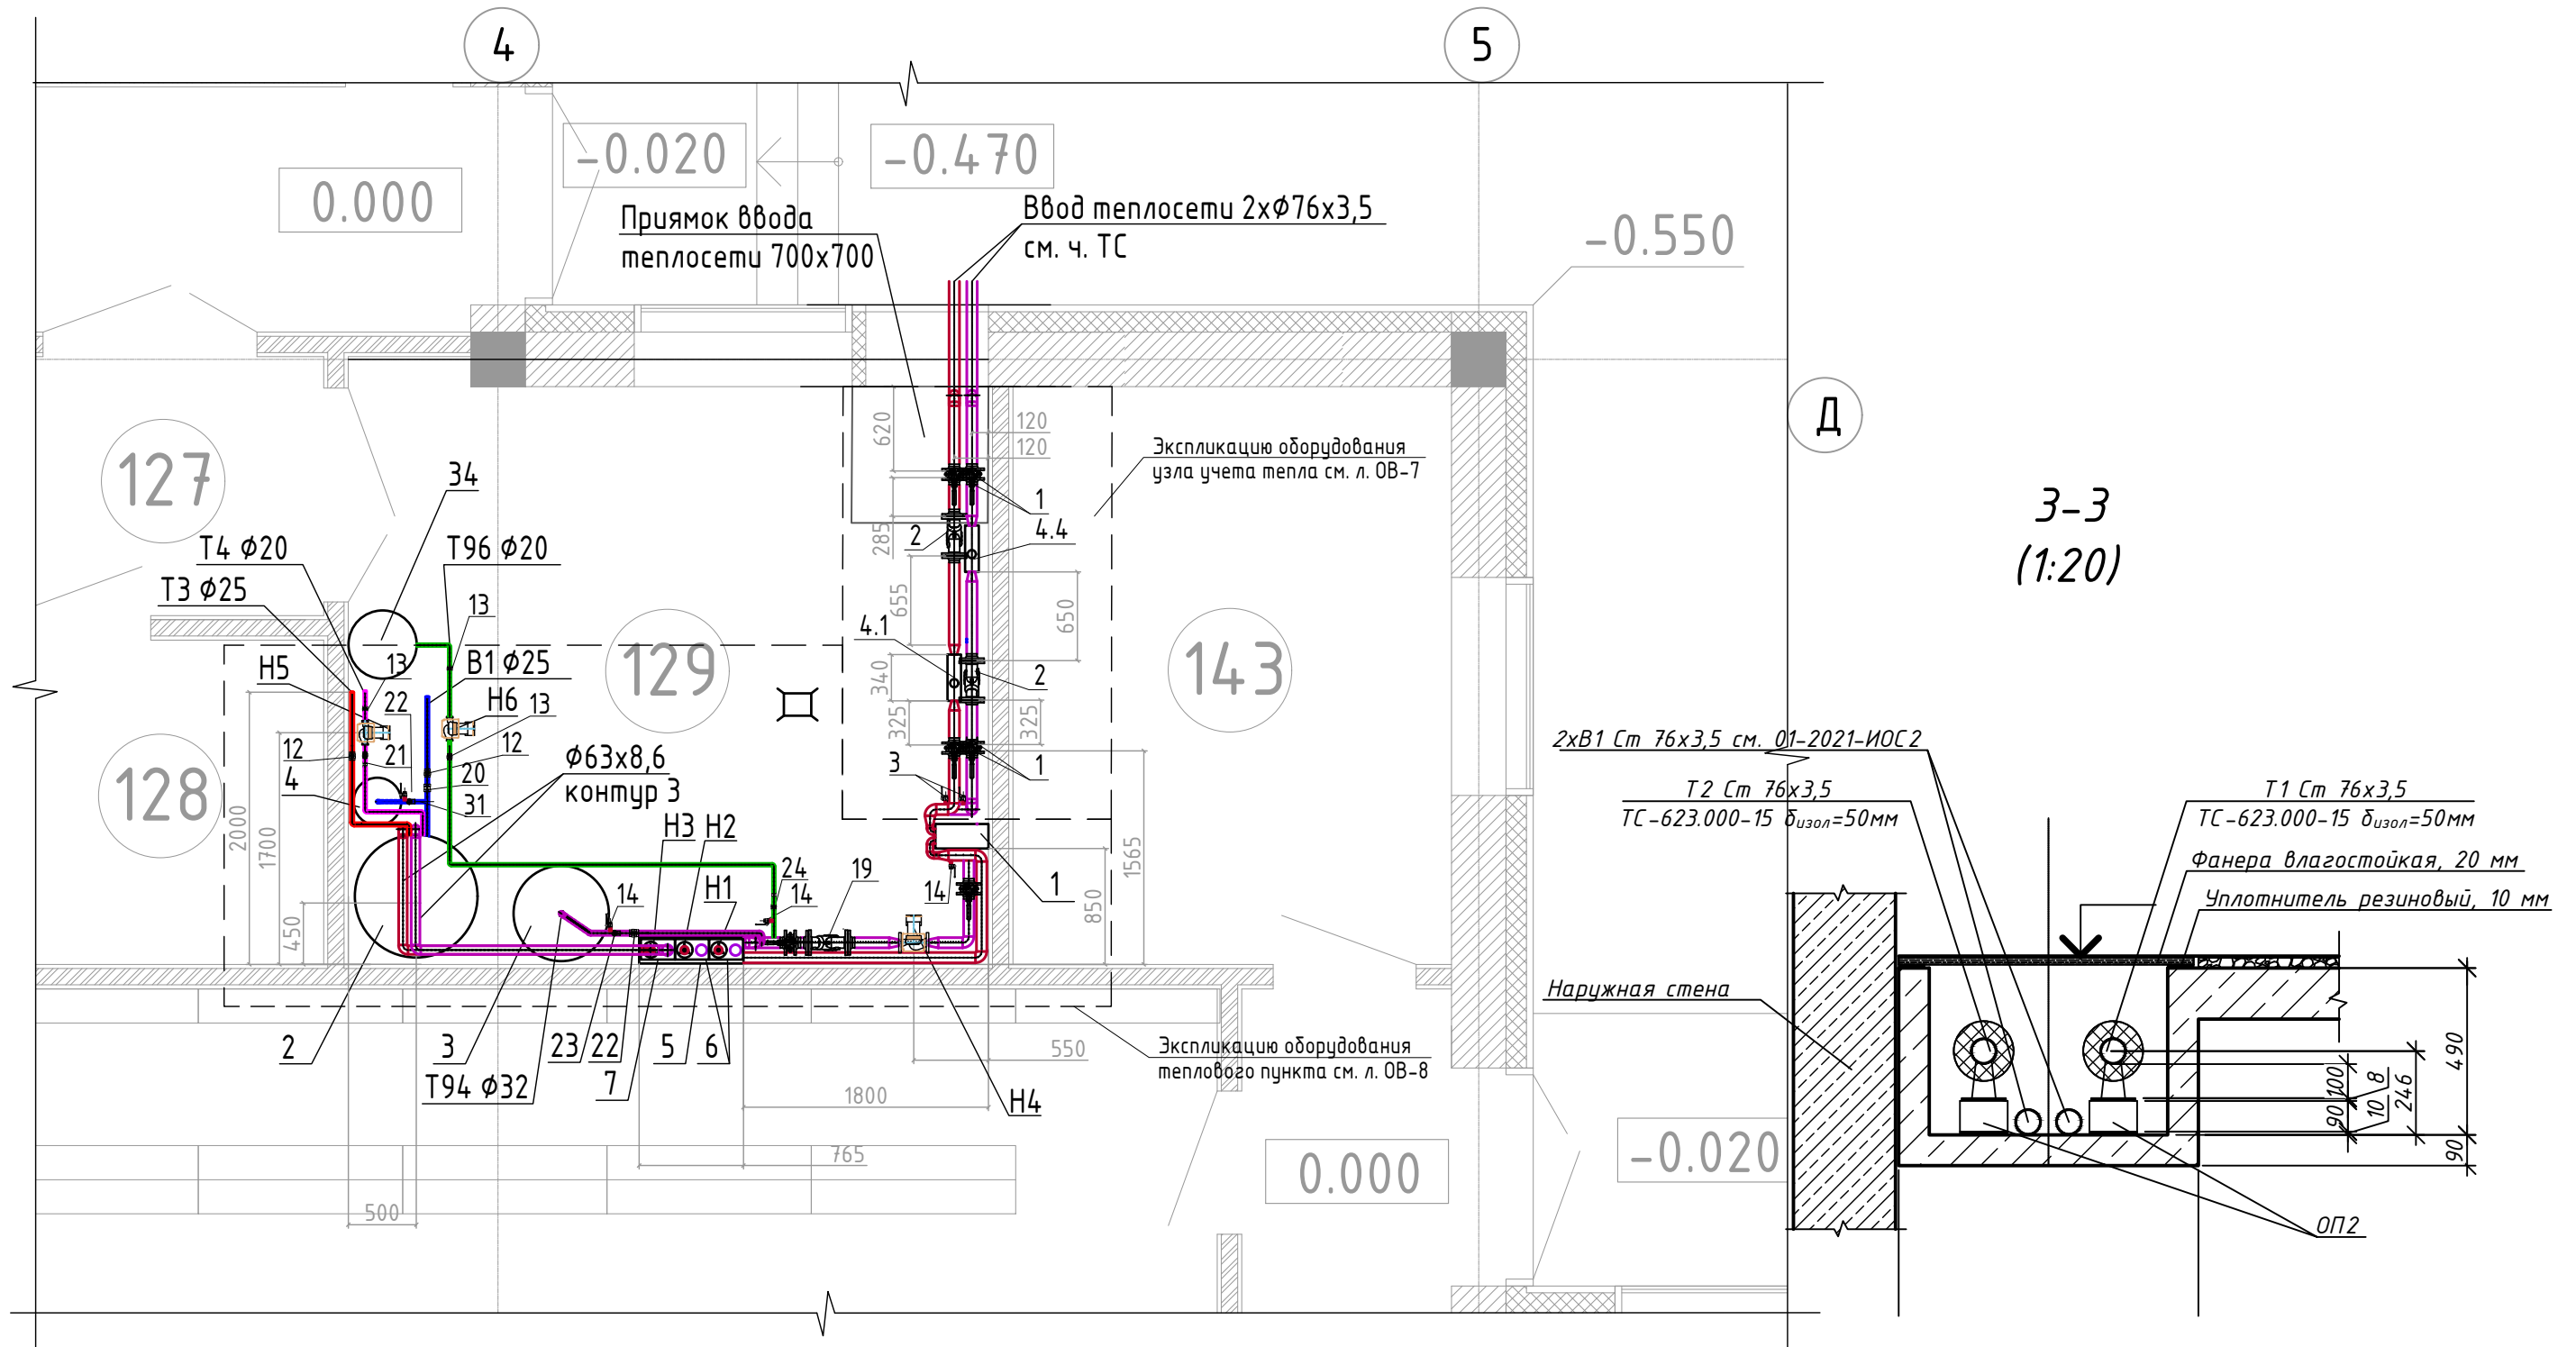 4
5
-0.020
-0.470
0.000
Приямок ввода
теплосети 700х700
Ввод теплосети 2хФ76х3,5
см. ч. ТС
-0.550
Д
620
120
120
Экспликацию оборудования
узла учета тепла см. л. ОВ-7
127
34
1
285
2
4.4
Т4 Ф20
Т96 Ф20
Т3 Ф25
13
655
650
4.1
Н5
13
В1 Ф25
129
143
340
2
22
Н6
13
325
325
12
21
12
Ф63х8,6
контур 3
128
4
20
31
3
1
2000
1700
Н3
Н2
1565
24
14
19
Н1
14
14
1
850
450
2
3
23
22
5
6
7
Т94 Ф32
550
Экспликацию оборудования
теплового пункта см. л. ОВ-8
Н4
1800
765
500
0.000
-0.020
3-3
(1:20)
2хВ1 Ст 76х3,5 см. 01-2021-ИОС2
Т2 Ст 76х3,5
ТС-623.000-15 δизол=50мм
Т1 Ст 76х3,5
ТС-623.000-15 δизол=50мм
Фанера влагостойкая, 20 мм
Уплотнитель резиновый, 10 мм
Наружная стена
490
100
8
246
90
10
90
ОП2